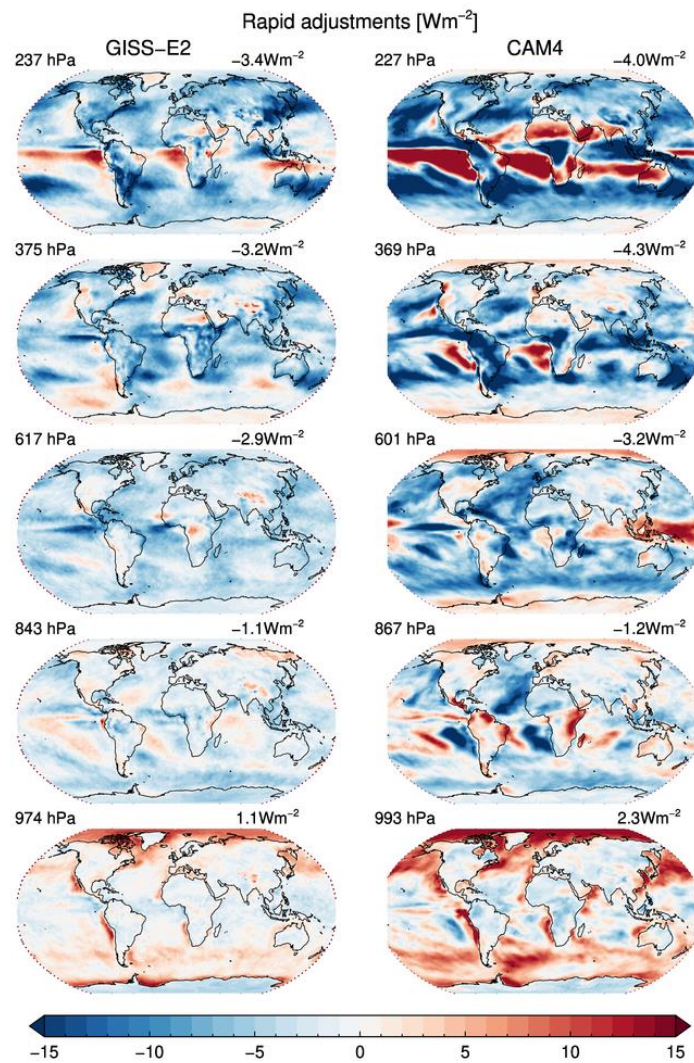 Rapid adjustments [Wm⁻²]
GISS−E2 CAM4
237 hPa −3.4Wm⁻² 227 hPa −4.0Wm⁻²
375 hPa −3.2Wm⁻² 369 hPa −4.3Wm⁻²
617 hPa −2.9Wm⁻² 601 hPa −3.2Wm⁻²
843 hPa −1.1Wm⁻² 867 hPa −1.2Wm⁻²
974 hPa 1.1Wm⁻² 993 hPa 2.3Wm⁻²
−15 −10 −5 0 5 10 15